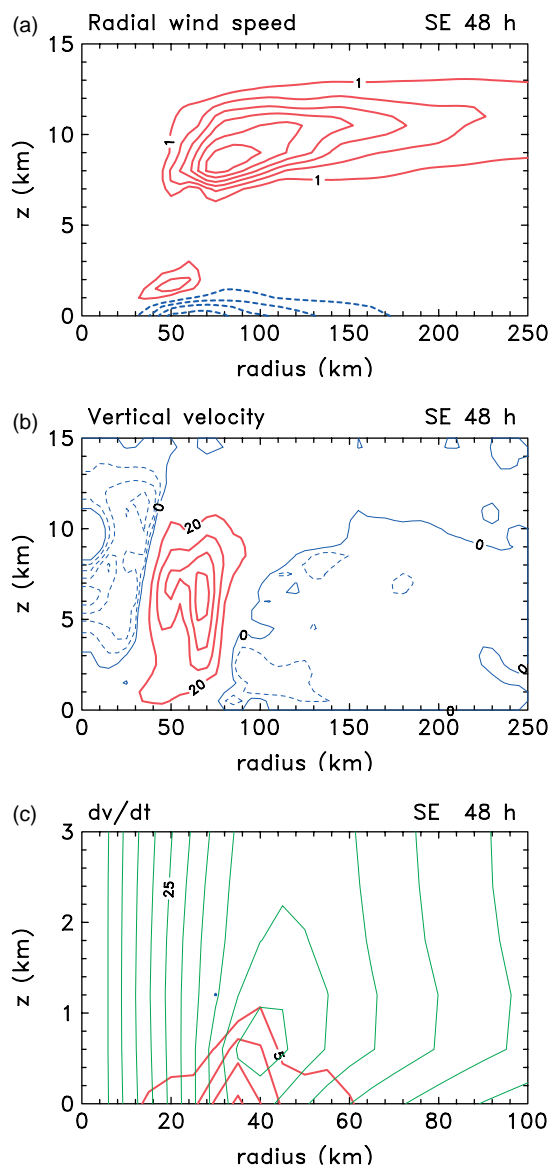 (a) Radial wind speed SE 48 h
15
10
5
0
z (km)
1
1
1
0 50 100 150 200 250
radius (km)
(b) Vertical velocity SE 48 h
15
10
5
0
z (km)
0
20
0
0
20
0
0
0 50 100 150 200 250
radius (km)
(c) dv/dt SE 48 h
3
2
1
0
z (km)
25
5
0 20 40 60 80 100
radius (km)